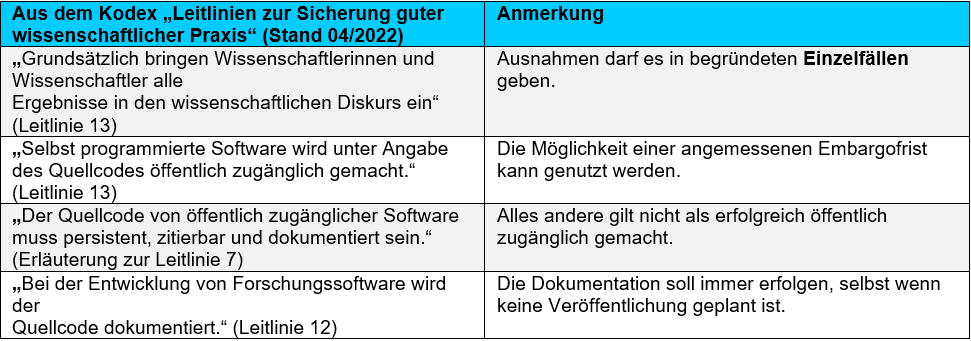 Aus dem Kodex „Leitlinien zur Sicherung guter
wissenschaftlicher Praxis“ (Stand 04/2022)
Anmerkung
„Grundsätzlich bringen Wissenschaftlerinnen und
Wissenschaftler alle
Ergebnisse in den wissenschaftlichen Diskurs ein“
(Leitlinie 13)
Ausnahmen darf es in begründeten Einzelfällen
geben.
„Selbst programmierte Software wird unter Angabe
des Quellcodes öffentlich zugänglich gemacht.“
(Leitlinie 13)
Die Möglichkeit einer angemessenen Embargofrist
kann genutzt werden.
„Der Quellcode von öffentlich zugänglicher Software
muss persistent, zitierbar und dokumentiert sein.“
(Erläuterung zur Leitlinie 7)
Alles andere gilt nicht als erfolgreich öffentlich
zugänglich gemacht.
„Bei der Entwicklung von Forschungssoftware wird
der
Quellcode dokumentiert.“ (Leitlinie 12)
Die Dokumentation soll immer erfolgen, selbst wenn
keine Veröffentlichung geplant ist.